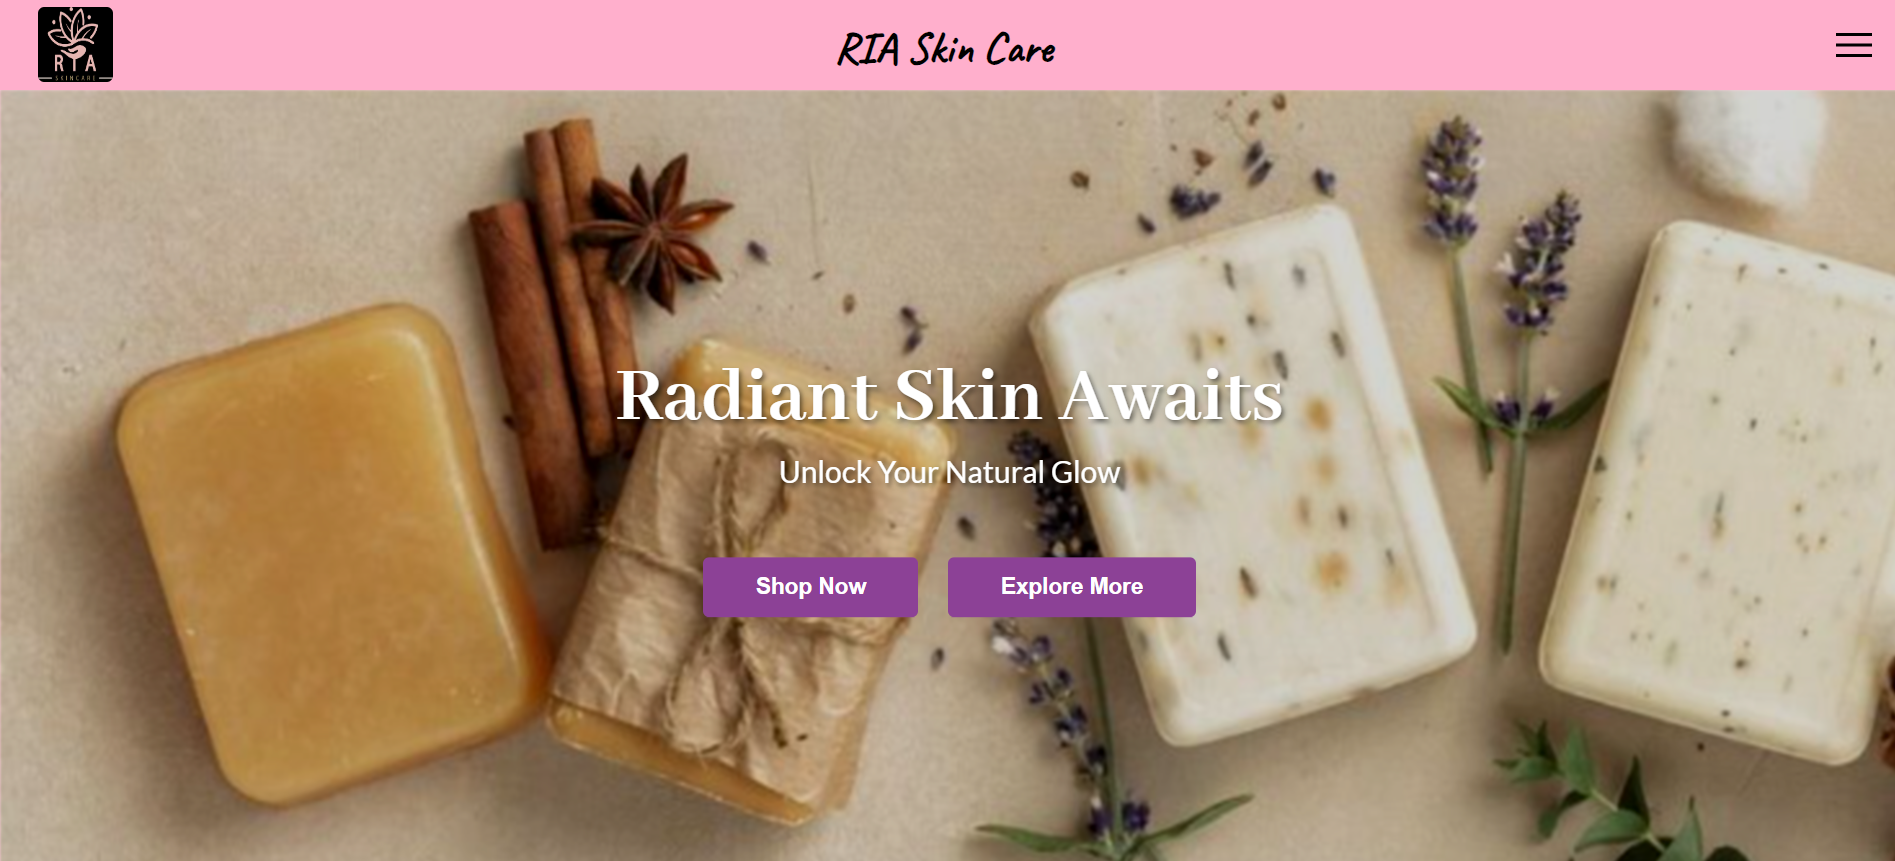 RIA
SKINCARE
RIA Skin Care
Radiant Skin Awaits
Unlock Your Natural Glow
Shop Now
Explore More